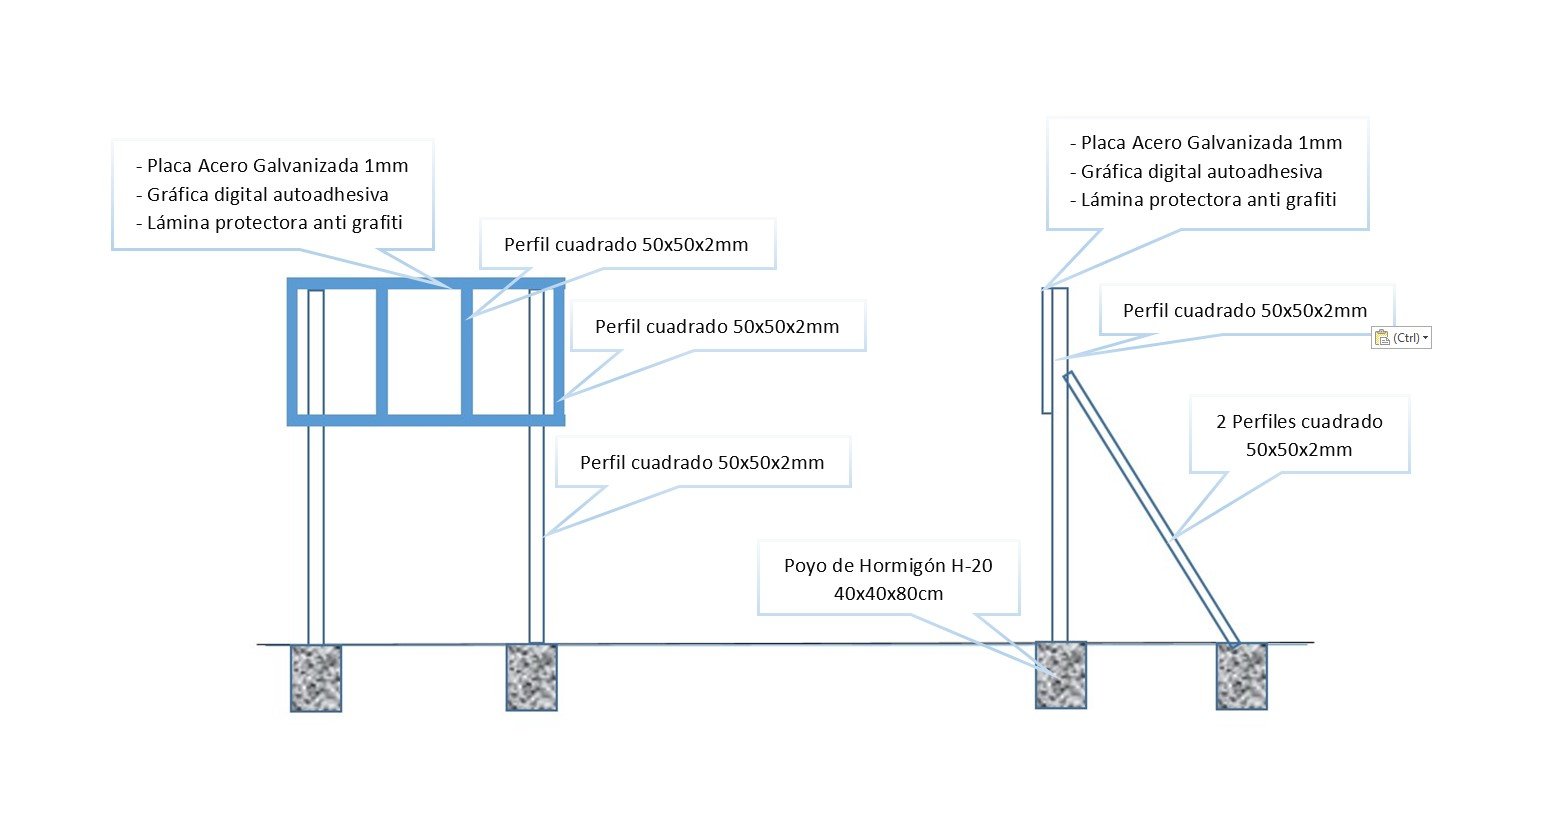 - Placa Acero Galvanizada 1mm
- Gráfica digital autoadhesiva
- Lámina protectora anti grafiti
Perfil cuadrado 50x50x2mm
Perfil cuadrado 50x50x2mm
Perfil cuadrado 50x50x2mm
- Placa Acero Galvanizada 1mm
- Gráfica digital autoadhesiva
- Lámina protectora anti grafiti
Perfil cuadrado 50x50x2mm
(Ctrl)
2 Perfiles cuadrado
50x50x2mm
Poyo de Hormigón H-20
40x40x80cm